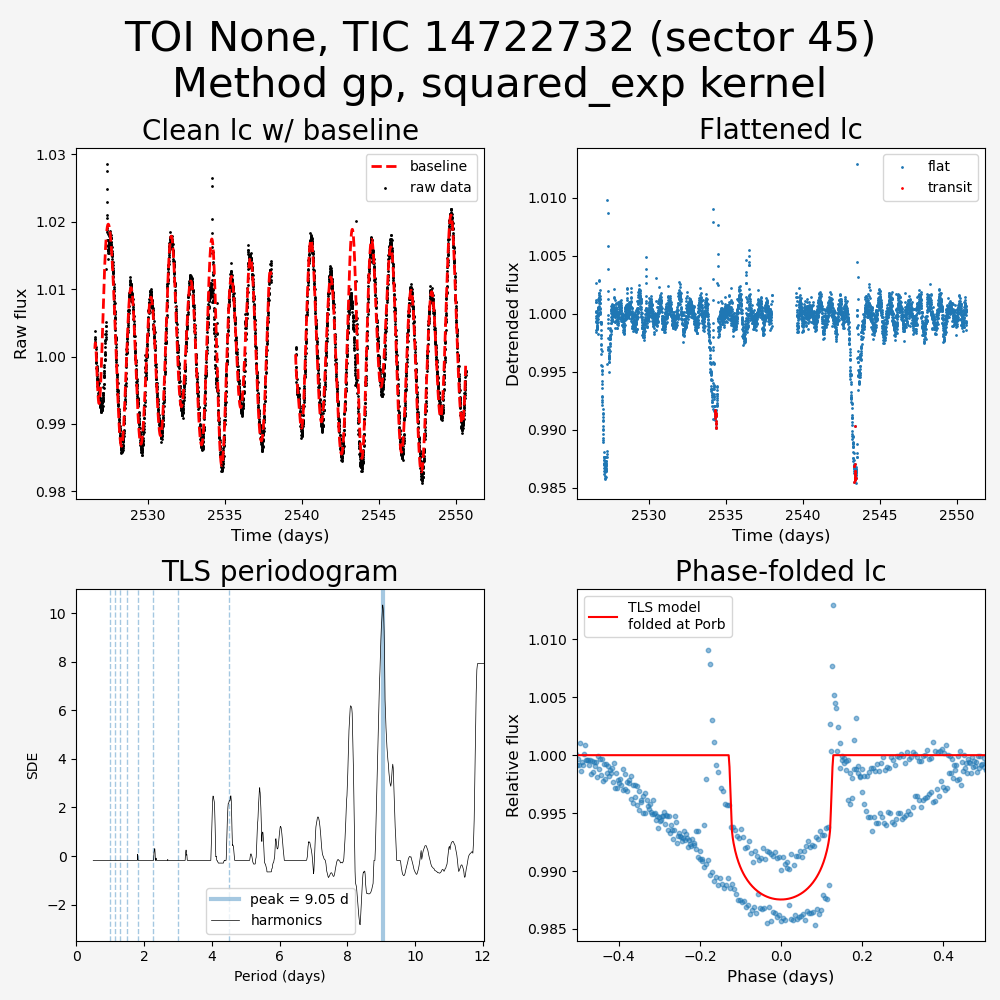 TOI None, TIC 14722732 (sector 45)
Method gp, squared_exp kernel
Clean lc w/ baseline
1.03
1.02
1.01
1.00
0.99
0.98
Raw flux
baseline
raw data
2530
2535
2540
2545
2550
Time (days)
Flattened lc
1.010
1.005
1.000
0.995
0.990
0.985
Detrended flux
flat
transit
2530
2535
2540
2545
2550
Time (days)
TLS periodogram
10
8
6
4
2
0
−2
SDE
peak = 9.05 d
harmonics
0
2
4
6
8
10
12
Period (days)
Phase-folded lc
1.010
1.005
1.000
0.995
0.990
0.985
Relative flux
TLS model
folded at Porb
−0.4
−0.2
0.0
0.2
0.4
Phase (days)